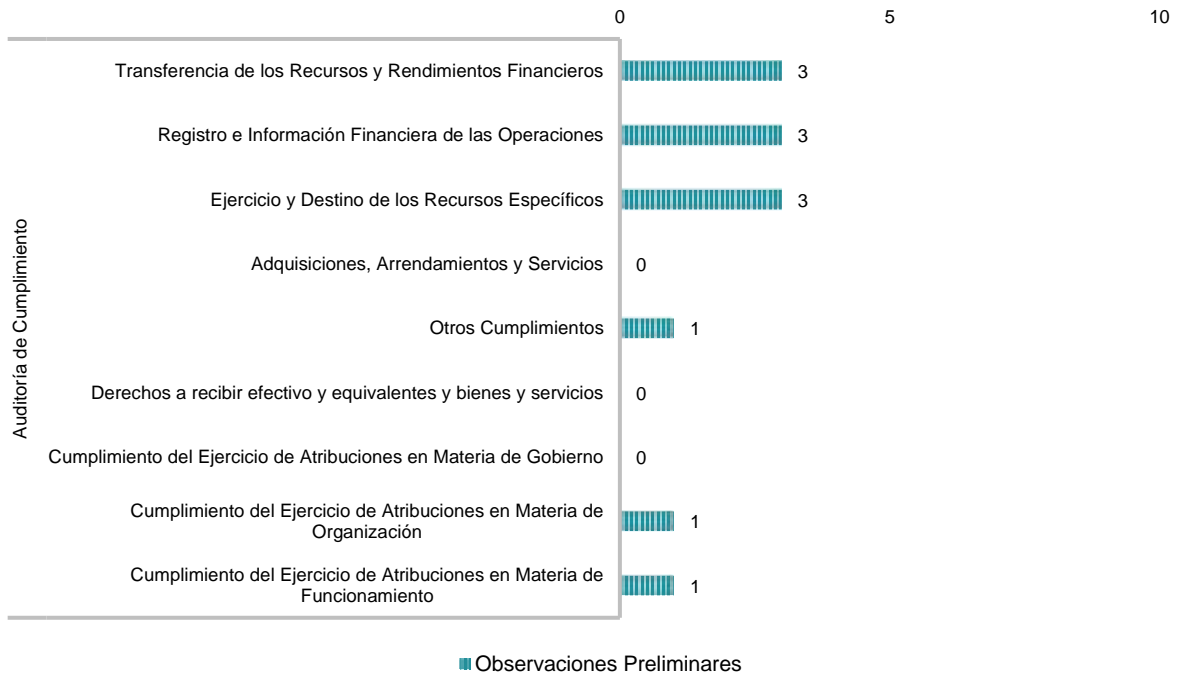 0 5 10
Transferencia de los Recursos y Rendimientos Financieros 3
Registro e Información Financiera de las Operaciones 3
Ejercicio y Destino de los Recursos Específicos 3
Adquisiciones, Arrendamientos y Servicios 0
Otros Cumplimientos 1
Derechos a recibir efectivo y equivalentes y bienes y servicios 0
Cumplimiento del Ejercicio de Atribuciones en Materia de Gobierno 0
Cumplimiento del Ejercicio de Atribuciones en Materia de
Organización 1
Cumplimiento del Ejercicio de Atribuciones en Materia de
Funcionamiento 1
Auditoría de Cumplimiento
Observaciones Preliminares